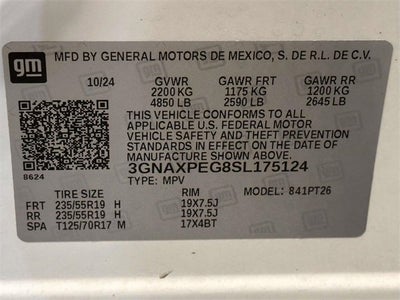 gm
MFD BY GENERAL MOTORS DE MEXICO, S. DE R.L. DE C.V.
10/24 GVWR GAWR FRT GAWR RR
2200 KG 1175 KG 1200 KG
4850 LB 2590 LB 2645 LB
THIS VEHICLE CONFORMS TO ALL APPLICABLE
U.S. FEDERAL MOTOR
VEHICLE SAFETY AND THEFT PREVENTION
STANDARDS IN EFFECT ON THE DATE OF
MANUFACTURE SHOWN ABOVE.
8624 3GNAXPEG8SL175124
TYPE: MPV MODEL: 841PT26
TIRE SIZE RIM
FRT 235/55R19 H 19X7.5J
RR 235/55R19 H 19X7.5J
SPA T125/70R17 M 17X4BT